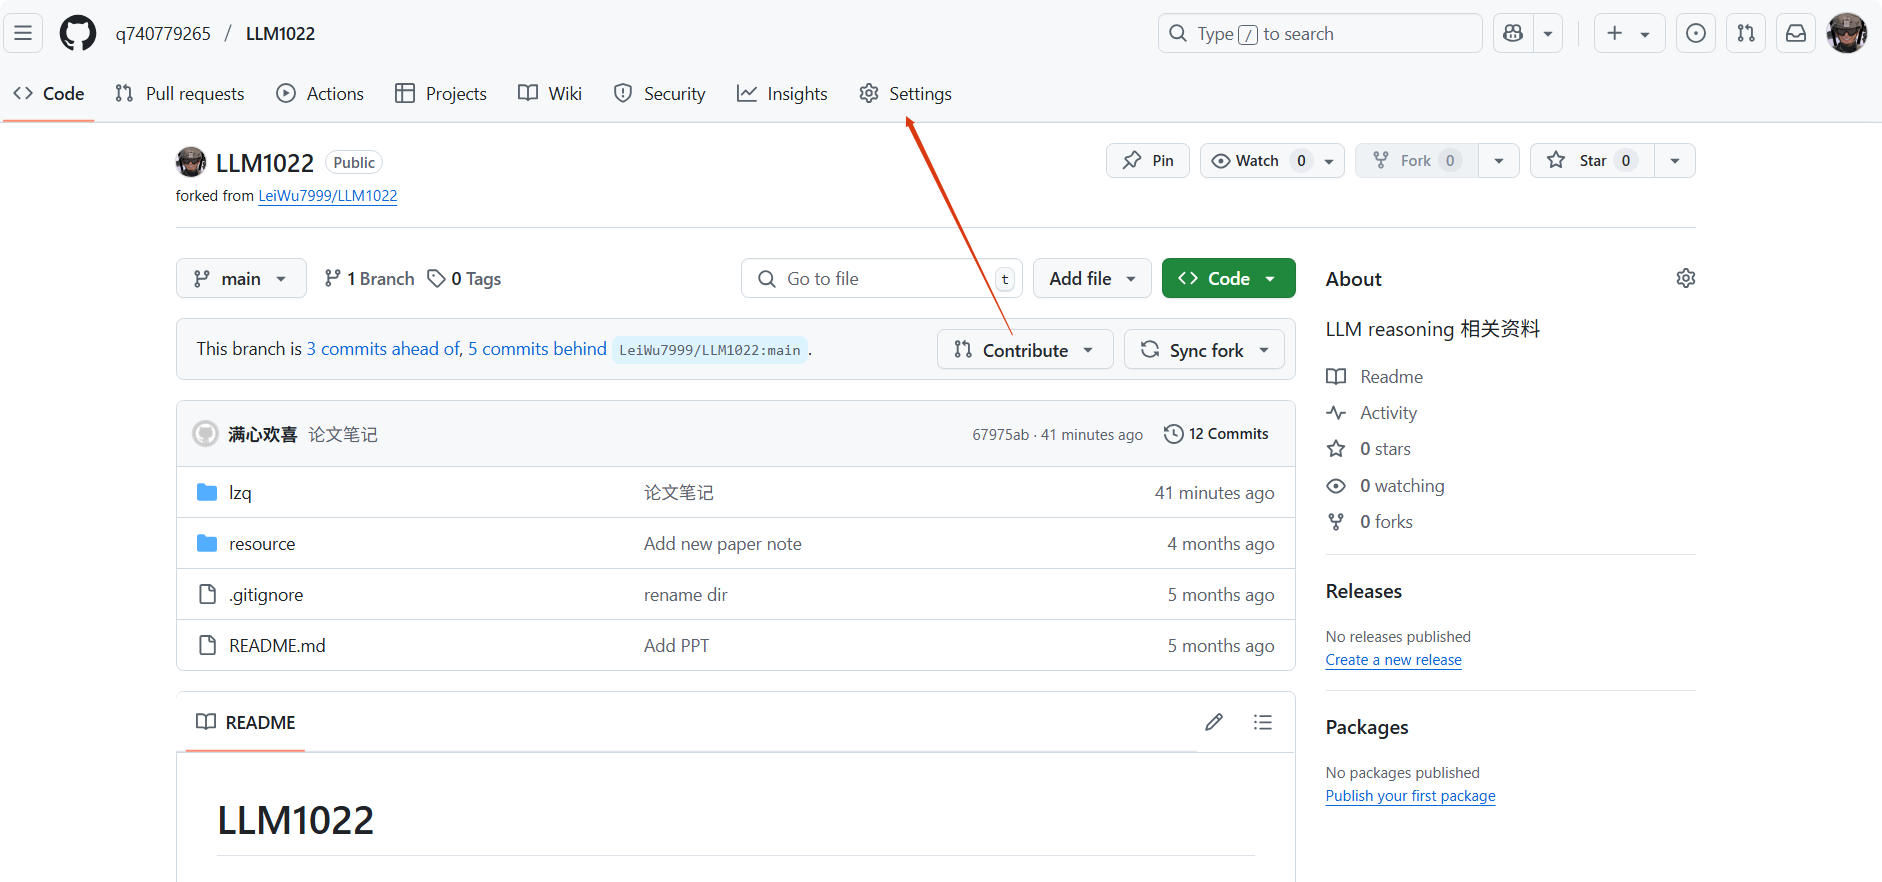 q740779265 / LLM1022
Type / to search
Code Pull requests Actions Projects Wiki Security Insights Settings
LLM1022 Public
Pin Watch 0 Fork 0 Star 0
forked from LeiWu7999/LLM1022
main 1 Branch 0 Tags Go to file t Add file Code
This branch is 3 commits ahead of, 5 commits behind LeiWu7999/LLM1022:main .
Contribute Sync fork
满心欢喜 论文笔记 67975ab · 41 minutes ago 12 Commits
lzq 论文笔记 41 minutes ago
resource Add new paper note 4 months ago
.gitignore rename dir 5 months ago
README.md Add PPT 5 months ago
README
LLM1022
About
LLM reasoning 相关资料
Readme
Activity
0 stars
0 watching
0 forks
Releases
No releases published
Create a new release
Packages
No packages published
Publish your first package